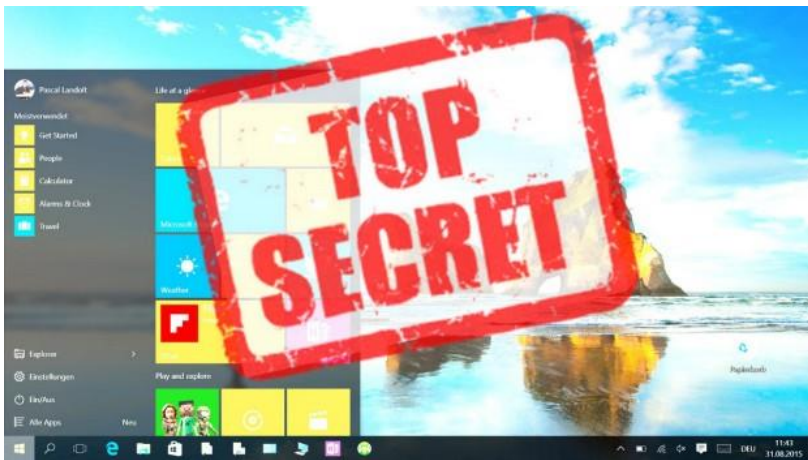 Pascal Landolt
Life at a glance
Meistverwendet
Get Started
People
Calculator
Alarms & Clock
Travel
Microsoft
Weather
Explorer
Einstellungen
Ein/Aus
Alle Apps
Neu
Play and explore
TOP
SECRET
Papierkorb
DEU
11:43
31.08.2015